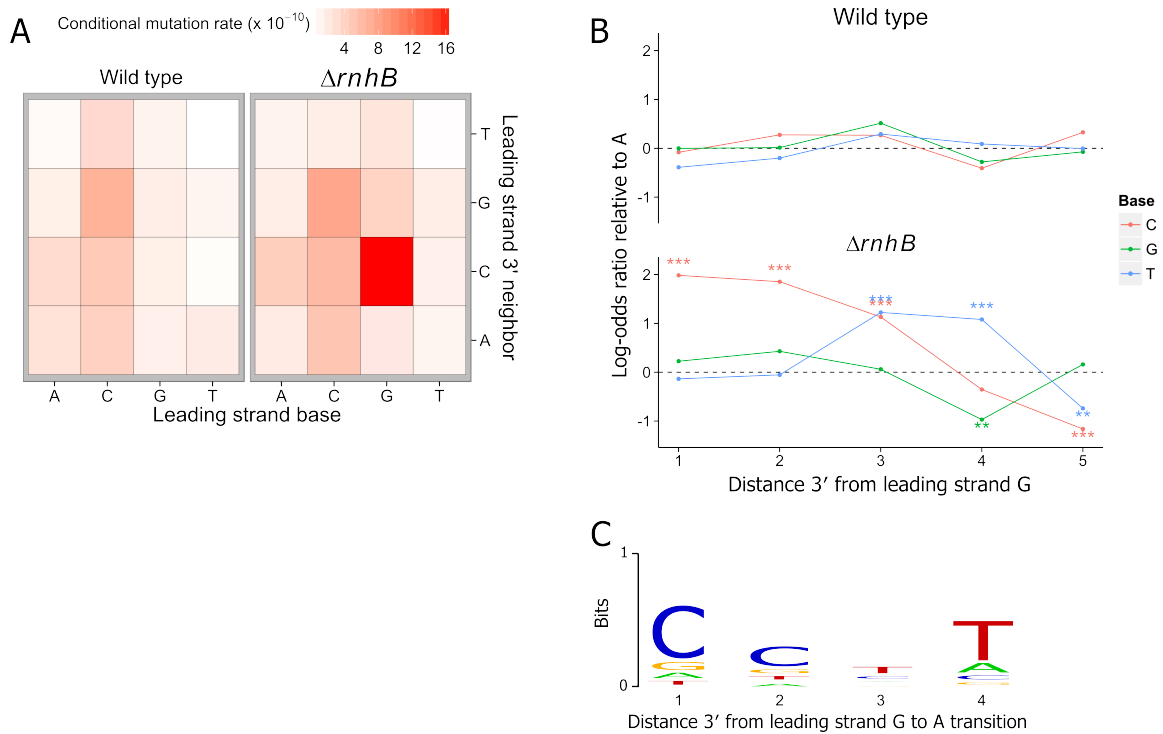 A
Conditional mutation rate (x 10−10)
4 8 12 16
Wild type
ΔrnhB
T
G
C
A
Leading strand 3' neighbor
A C G T
A C G T
Leading strand base
B
Wild type
2
1
0
-1
ΔrnhB
***
***
***
***
***
**
**
***
2
1
0
-1
Log-odds ratio relative to A
1 2 3 4 5
Distance 3′ from leading strand G
Base
C
G
T
C
1
0
Bits
C
G
A
T
C
G
T
A
T
C
T
A
C
G
1 2 3 4
Distance 3′ from leading strand G to A transition